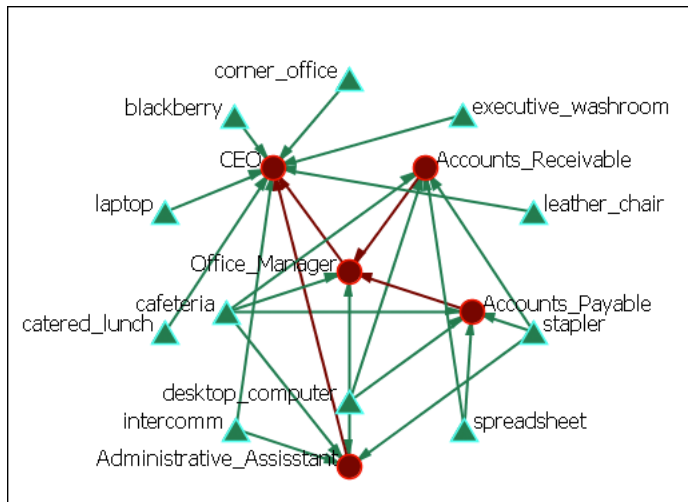 corner_office
blackberry
executive_washroom
CEO
Accounts_Receivable
laptop
leather_chair
Office_Manager
cafeteria
Accounts_Payable
catered_lunch
stapler
desktop_computer
intercomm
spreadsheet
Administrative_Assisstant